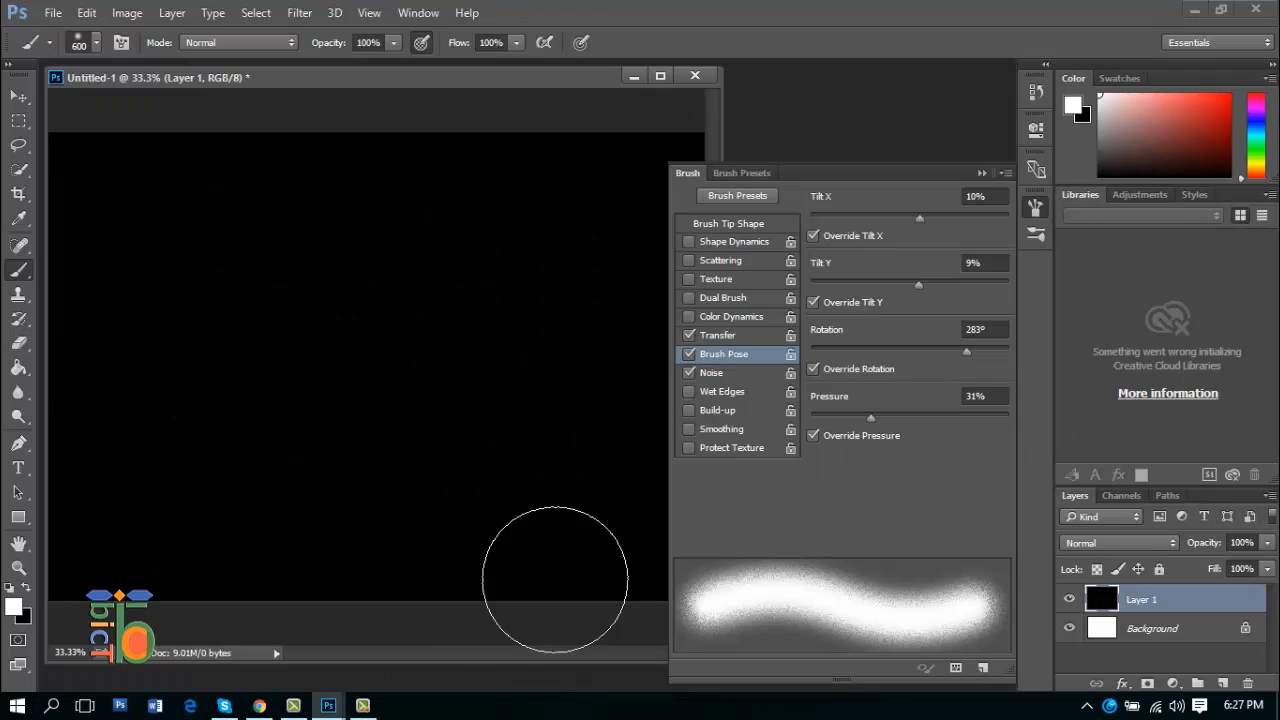 Ps File Edit Image Layer Type Select Filter 3D View Window Help
600 Mode: Normal Opacity: 100% Flow: 100% Essentials
Ps Untitled-1 @ 33.3% (Layer 1, RGB/8) *
Color Swatches
Brush Brush Presets
Brush Presets
Brush Tip Shape
Shape Dynamics
Scattering
Texture
Dual Brush
Color Dynamics
Transfer
Brush Pose
Noise
Wet Edges
Build-up
Smoothing
Protect Texture
Tilt X 10%
Override Tilt X
Tilt Y 9%
Override Tilt Y
Rotation 283º
Override Rotation
Pressure 31%
Override Pressure
Libraries Adjustments Styles
Something went wrong initializing
Creative Cloud Libraries
More information
St
Layers Channels Paths
Kind
Normal Opacity: 100%
Lock: Fill: 100%
Layer 1
Background
fx
33.33% Doc: 9.01M/0 bytes
6:27 PM